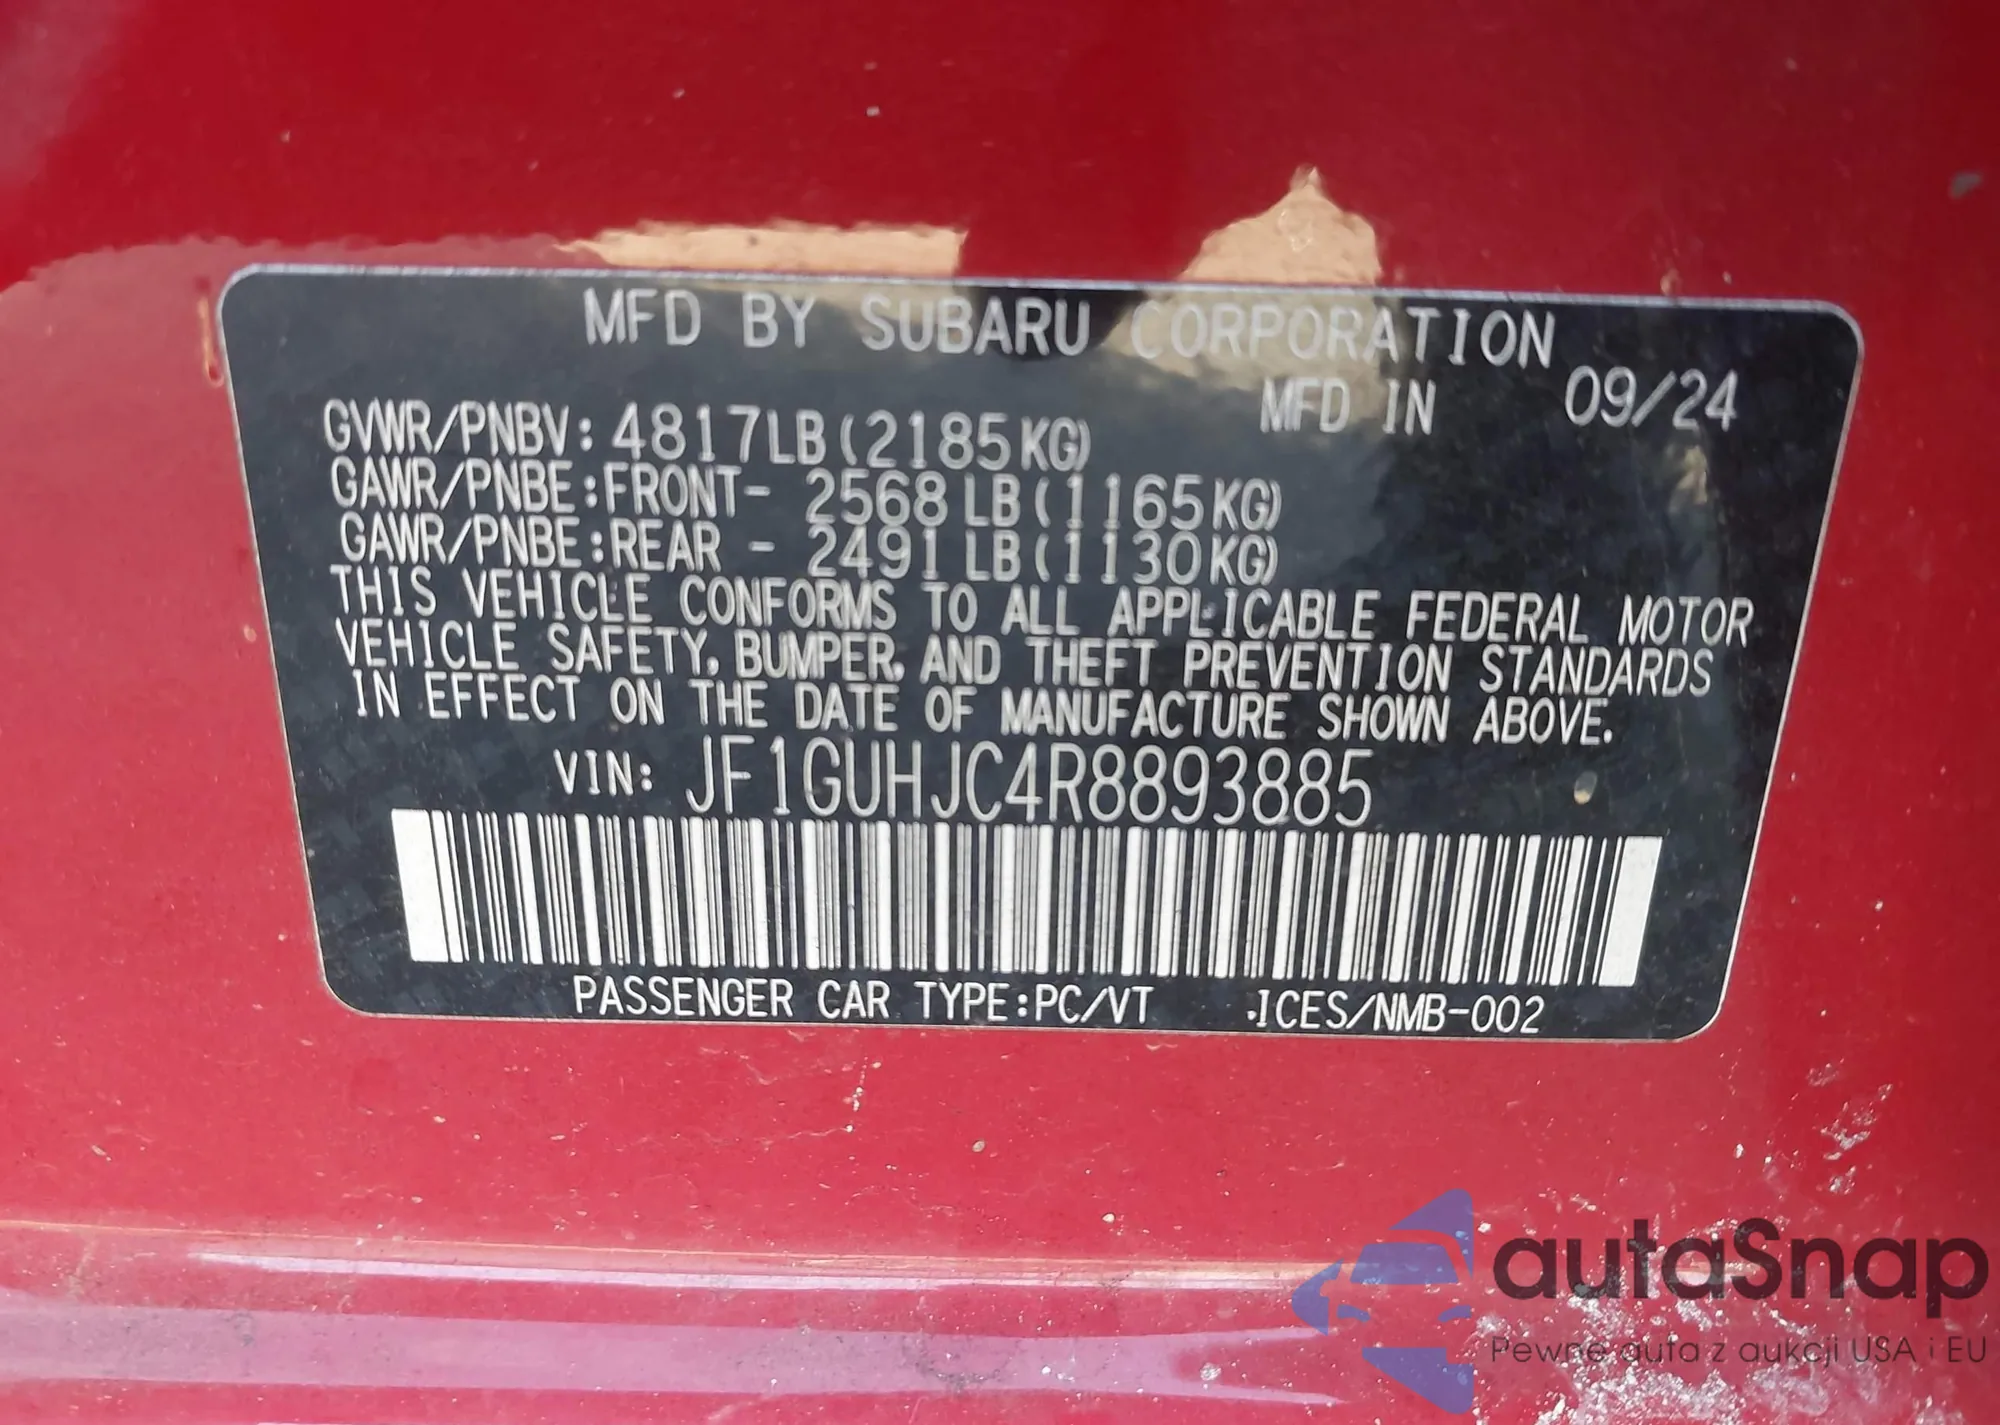 MFD BY SUBARU CORPORATION
MFD IN 09/24
GVWR/PNBV: 4817LB(2185KG)
GAWR/PNBE:FRONT- 2568LB(1165KG)
GAWR/PNBE:REAR - 2491LB(1130KG)
THIS VEHICLE CONFORMS TO ALL APPLICABLE FEDERAL MOTOR
VEHICLE SAFETY, BUMPER, AND THEFT PREVENTION STANDARDS
IN EFFECT ON THE DATE OF MANUFACTURE SHOWN ABOVE.
VIN: JF1GUHJC4R8893885
PASSENGER CAR TYPE:PC/VT ICES/NMB-002
autaSnap
Pewne auta z aukcji USA i EU